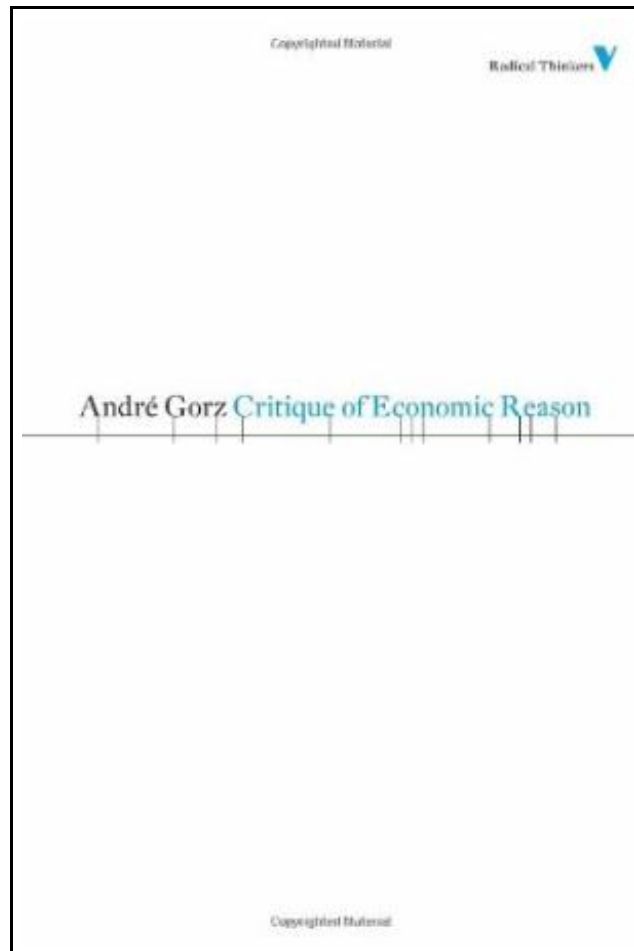 Copyrighted Material
Radical Thinkers V
André Gorz Critique of Economic Reason
Copyrighted Material